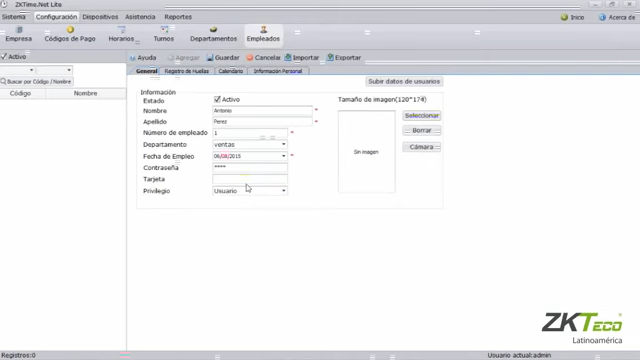 ZKTime.Net Lite
Sistema Configuración Dispositivos Asistencia Reportes Inicio Acerca de
Empresa Códigos de Pago Horarios Turnos Departamentos Empleados
Activo Ayuda Agregar Guardar Cancelar Importar Exportar
General Registro de Huellas Calendario Información Personal
Buscar por Código / Nombre
Código Nombre
Subir datos de usuarios
Información
Estado Activo Tamaño de imagen(120*174)
Nombre Antonio * Seleccionar
Apellido Perez *
Número de empleado 1 * Borrar
Departamento ventas Cámara
Sin imagen
Fecha de Empleo 06/08/2015 *
Contraseña ****
Tarjeta
Privilegio Usuario
ZKTeco
Latinoamérica
Registros:0 Usuario actual:admin